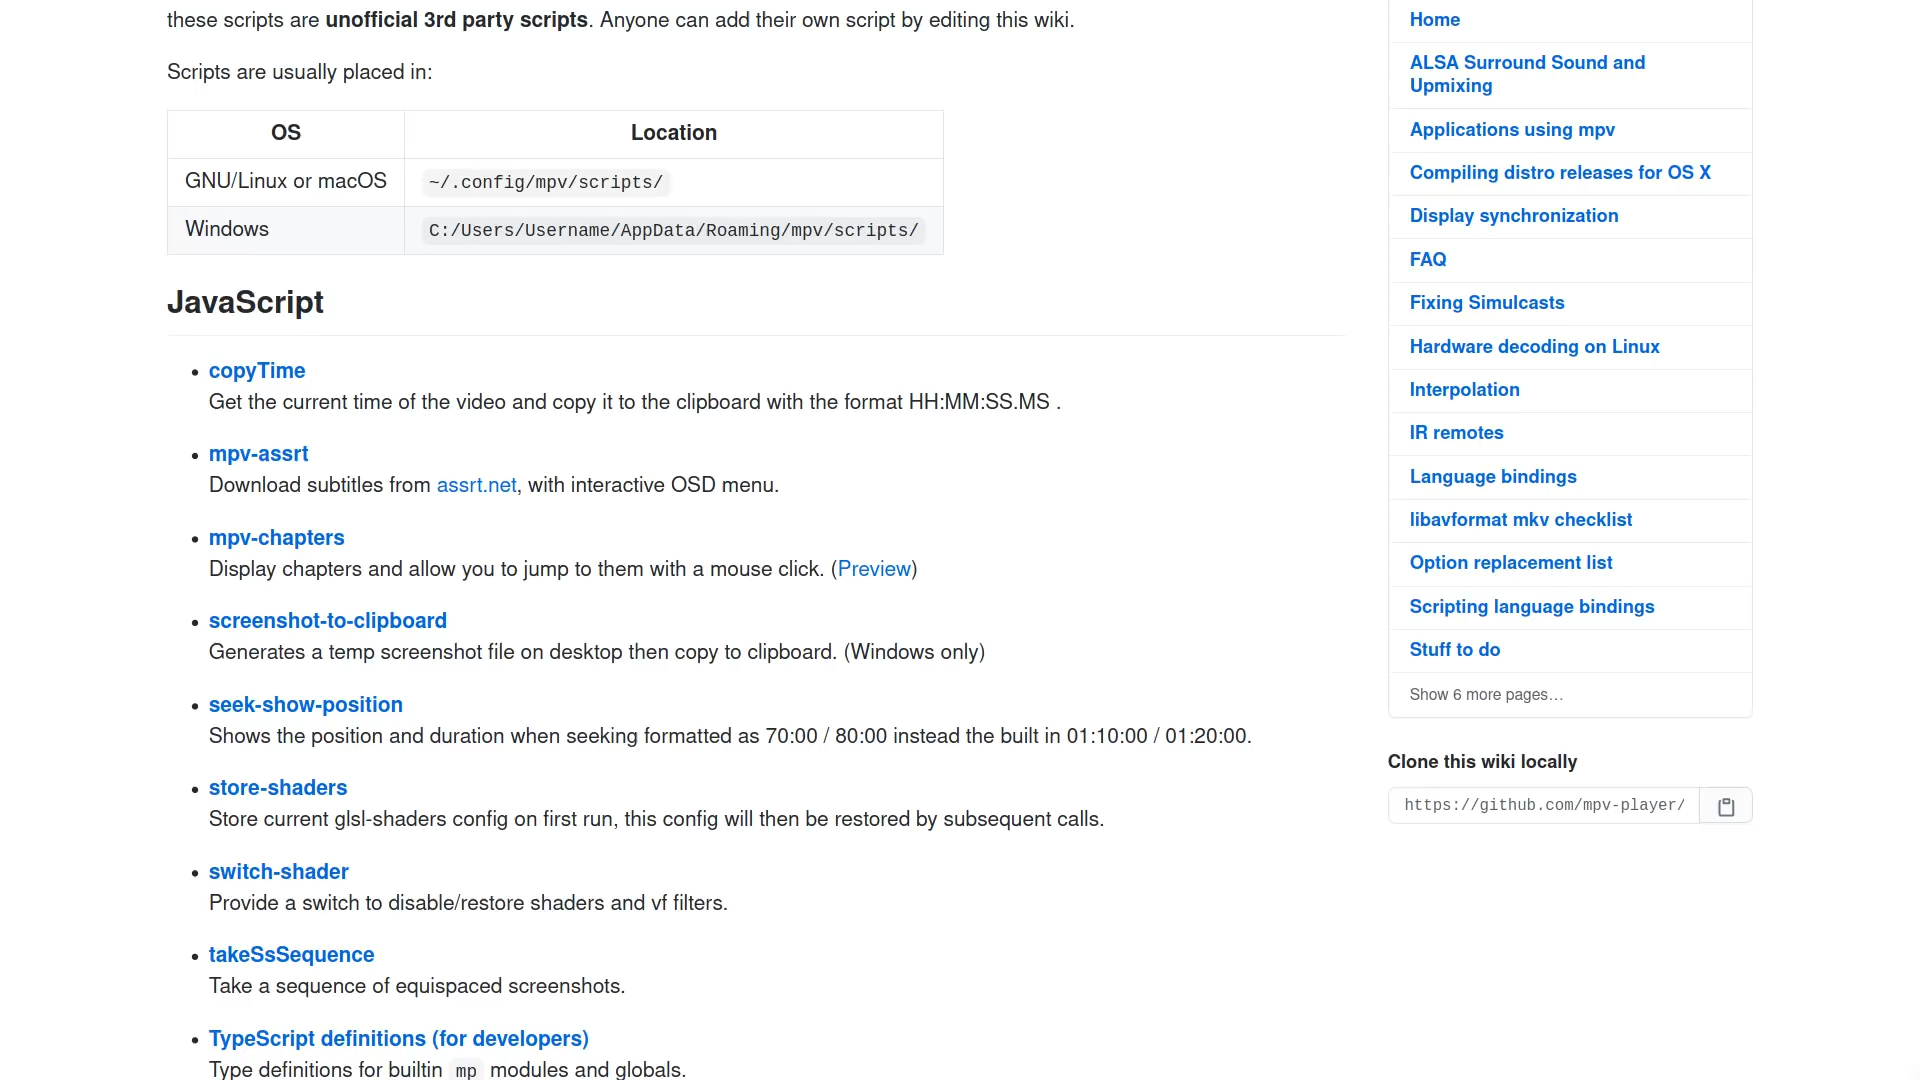 these scripts are unofficial 3rd party scripts. Anyone can add their own script by editing this wiki.
Scripts are usually placed in:
OS Location
GNU/Linux or macOS ~/.config/mpv/scripts/
Windows C:/Users/Username/AppData/Roaming/mpv/scripts/
JavaScript
copyTime
Get the current time of the video and copy it to the clipboard with the format HH:MM:SS.MS .
mpv-assrt
Download subtitles from assrt.net, with interactive OSD menu.
mpv-chapters
Display chapters and allow you to jump to them with a mouse click. (Preview)
screenshot-to-clipboard
Generates a temp screenshot file on desktop then copy to clipboard. (Windows only)
seek-show-position
Shows the position and duration when seeking formatted as 70:00 / 80:00 instead the built in 01:10:00 / 01:20:00.
store-shaders
Store current glsl-shaders config on first run, this config will then be restored by subsequent calls.
switch-shader
Provide a switch to disable/restore shaders and vf filters.
takeSsSequence
Take a sequence of equispaced screenshots.
TypeScript definitions (for developers)
Type definitions for builtin mp modules and globals.
Home
ALSA Surround Sound and
Upmixing
Applications using mpv
Compiling distro releases for OS X
Display synchronization
FAQ
Fixing Simulcasts
Hardware decoding on Linux
Interpolation
IR remotes
Language bindings
libavformat mkv checklist
Option replacement list
Scripting language bindings
Stuff to do
Show 6 more pages…
Clone this wiki locally
https://github.com/mpv-player/